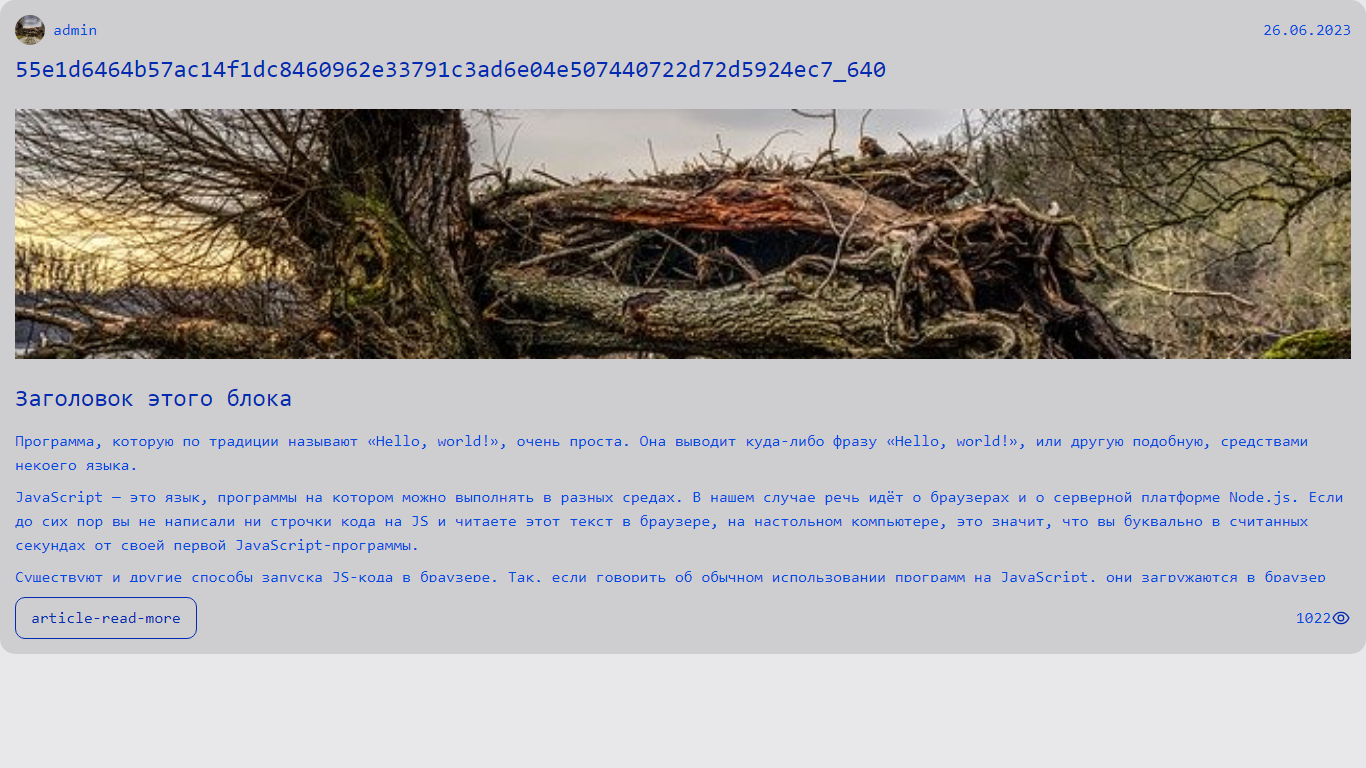 admin
26.06.2023
55e1d6464b57ac14f1dc8460962e33791c3ad6e04e507440722d72d5924ec7_640
Заголовок этого блока
Программа, которую по традиции называют «Hello, world!», очень проста. Она выводит куда-либо фразу «Hello, world!», или другую подобную, средствами
некоего языка.
JavaScript — это язык, программы на котором можно выполнять в разных средах. В нашем случае речь идёт о браузерах и о серверной платформе Node.js. Если
до сих пор вы не написали ни строчки кода на JS и читаете этот текст в браузере, на настольном компьютере, это значит, что вы буквально в считанных
секундах от своей первой JavaScript-программы.
Существуют и другие способы запуска JS-кода в браузере. Так, если говорить об обычном использовании программ на JavaScript, они загружаются в браузер
article-read-more
1022